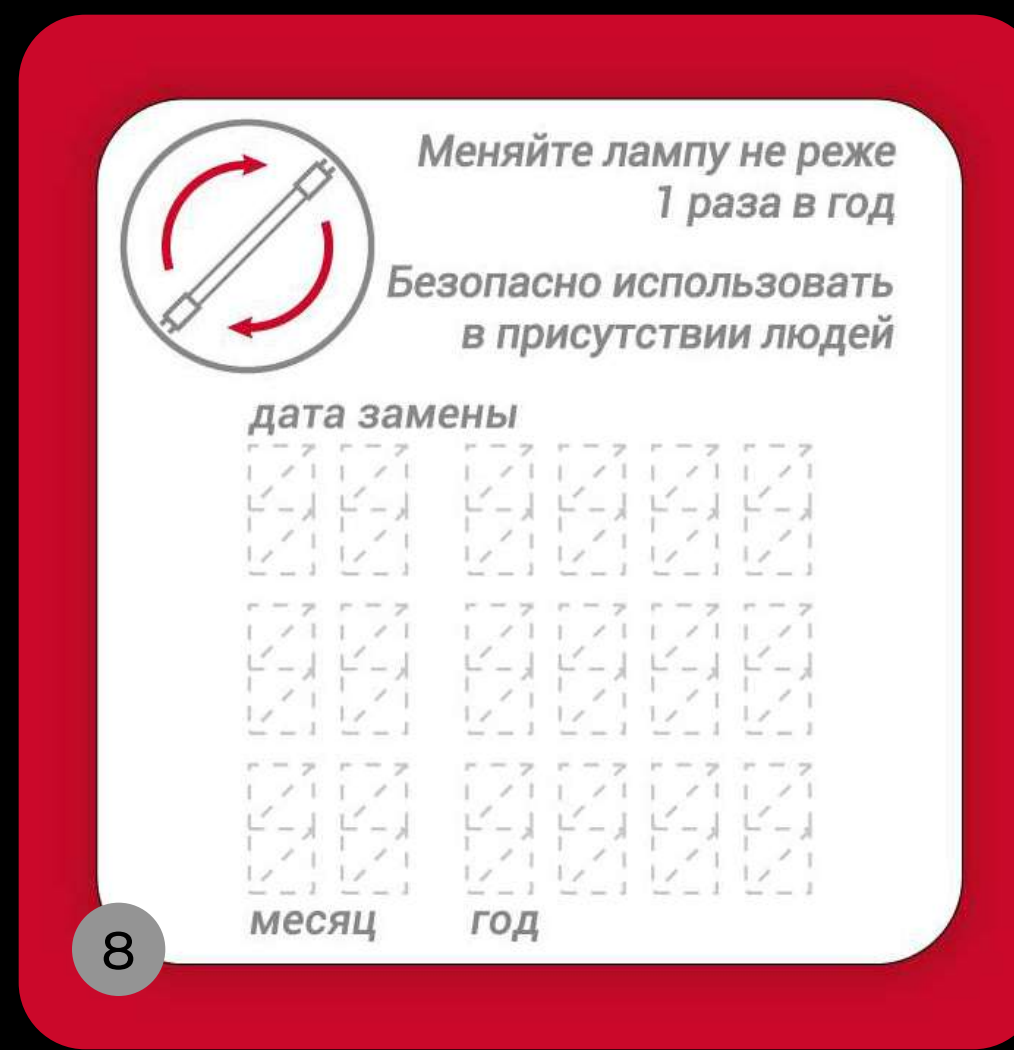 Меняйте лампу не реже
1 раза в год
Безопасно использовать
в присутствии людей
дата замены
месяц год
8